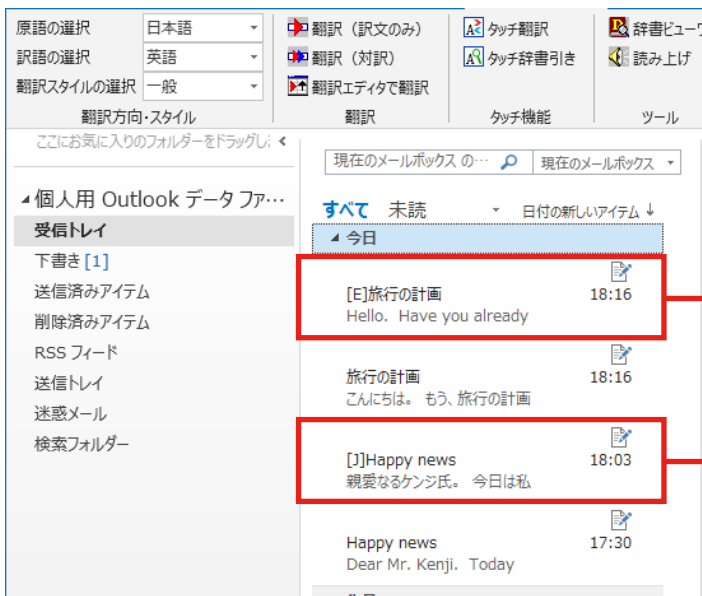 原語の選択 日本語 翻訳（訳文のみ） タッチ翻訳 辞書ビューワ
訳語の選択 英語 翻訳（対訳） タッチ辞書引き 読み上げ
翻訳スタイルの選択 一般 翻訳エディタで翻訳
翻訳方向・スタイル 翻訳 タッチ機能 ツール
ここにお気に入りのフォルダーをドラッグし
現在のメールボックス の… 現在のメールボックス
個人用 Outlook データ ファ…
受信トレイ
下書き [1]
送信済みアイテム
削除済みアイテム
RSS フィード
送信トレイ
迷惑メール
検索フォルダー
すべて 未読 日付の新しいアイテム ↓
今日
[E]旅行の計画 18:16
Hello. Have you already
旅行の計画 18:16
こんにちは。 もう、旅行の計画
[J]Happy news 18:03
親愛なるケンジ氏。 今日は私
Happy news 17:30
Dear Mr. Kenji. Today